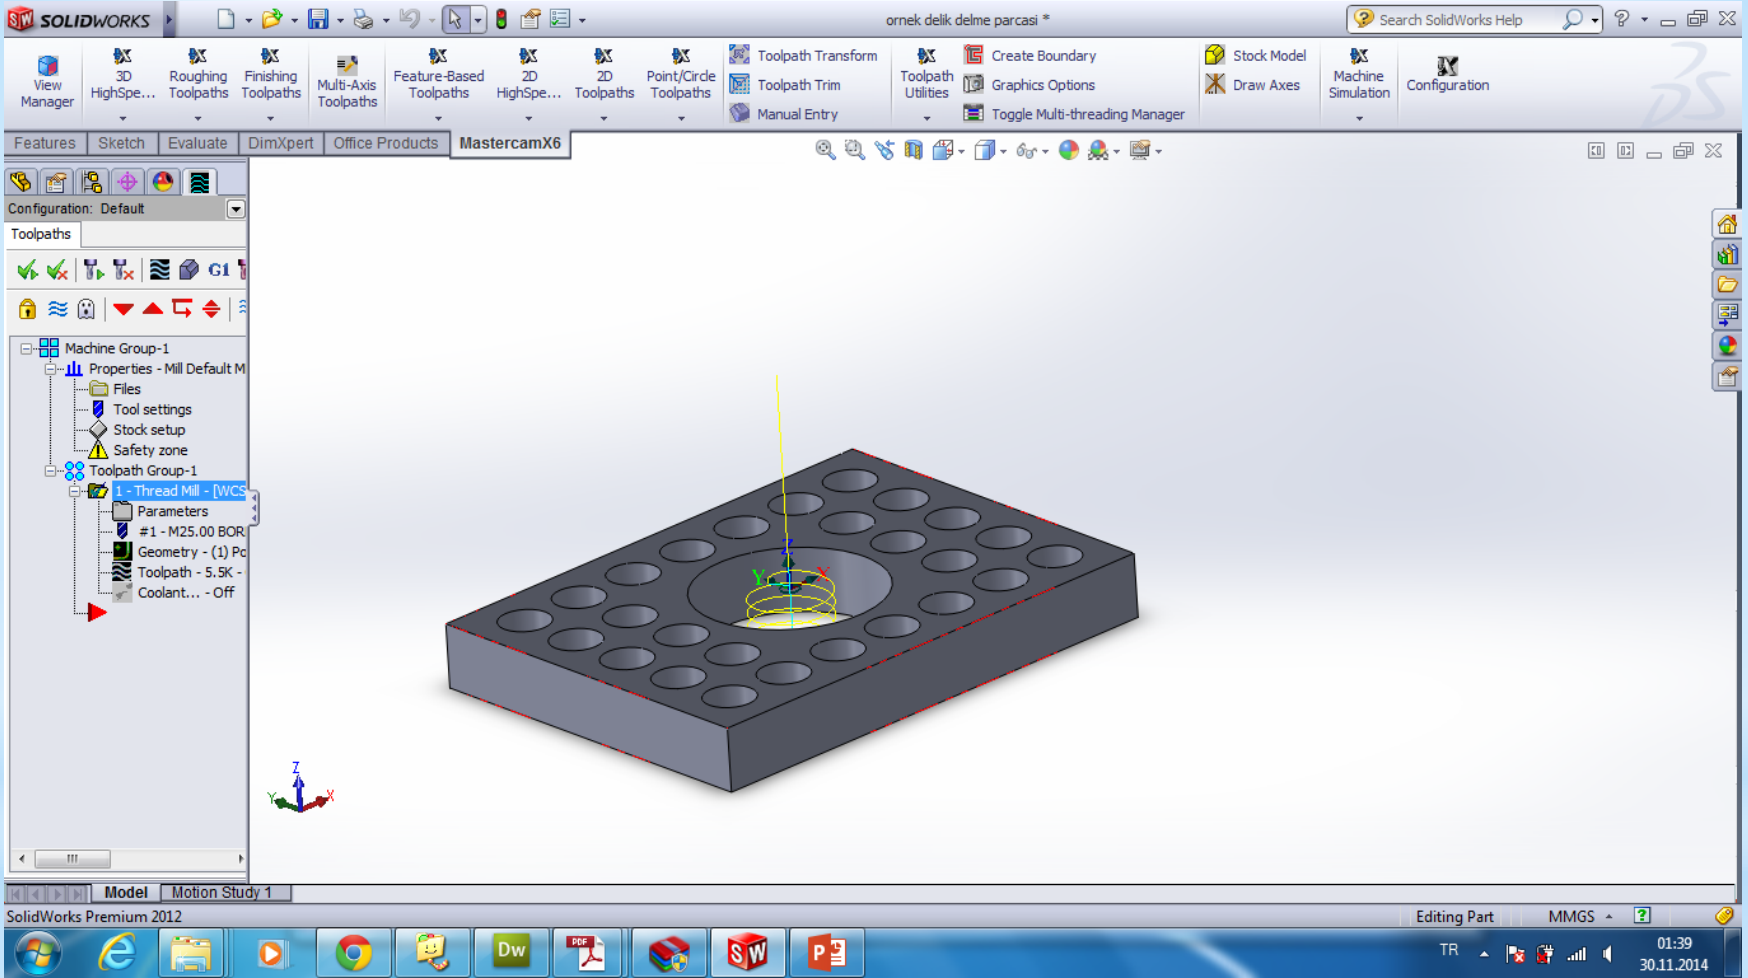 SOLIDWORKS
ornek delik delme parcasi *
Search SolidWorks Help
View Manager
3D HighSpe...
Roughing Toolpaths
Finishing Toolpaths
Multi-Axis Toolpaths
Feature-Based Toolpaths
2D HighSpe...
2D Toolpaths
Point/Circle Toolpaths
Toolpath Transform
Toolpath Trim
Manual Entry
Toolpath Utilities
Create Boundary
Graphics Options
Toggle Multi-threading Manager
Stock Model
Draw Axes
Machine Simulation
Configuration
Features
Sketch
Evaluate
DimXpert
Office Products
MastercamX6
Configuration: Default
Toolpaths
G1
Machine Group-1
Properties - Mill Default M
Files
Tool settings
Stock setup
Safety zone
Toolpath Group-1
1 - Thread Mill - [WCS
Parameters
#1 - M25.00 BOR
Geometry - (1) Po
Toolpath - 5.5K -
Coolant... - Off
Z
Y
X
Z
Y
X
Model
Motion Study 1
SolidWorks Premium 2012
Editing Part
MMGS
Dw
PDF
SW
P
TR
01:39
30.11.2014